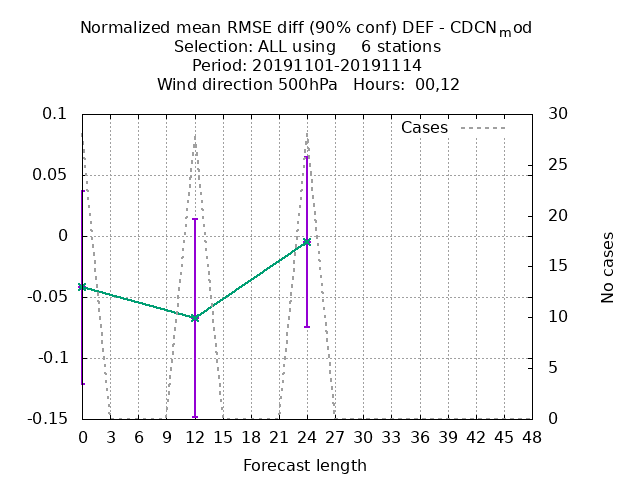 Normalized mean RMSE diff (90% conf) DEF - CDCNmod
Selection: ALL using 6 stations
Period: 20191101-20191114
Wind direction 500hPa Hours: 00,12
0.1
0.05
0
-0.05
-0.1
-0.15
Cases
30
25
20
15
10
5
0
No cases
0 3 6 9 12 15 18 21 24 27 30 33 36 39 42 45 48
Forecast length